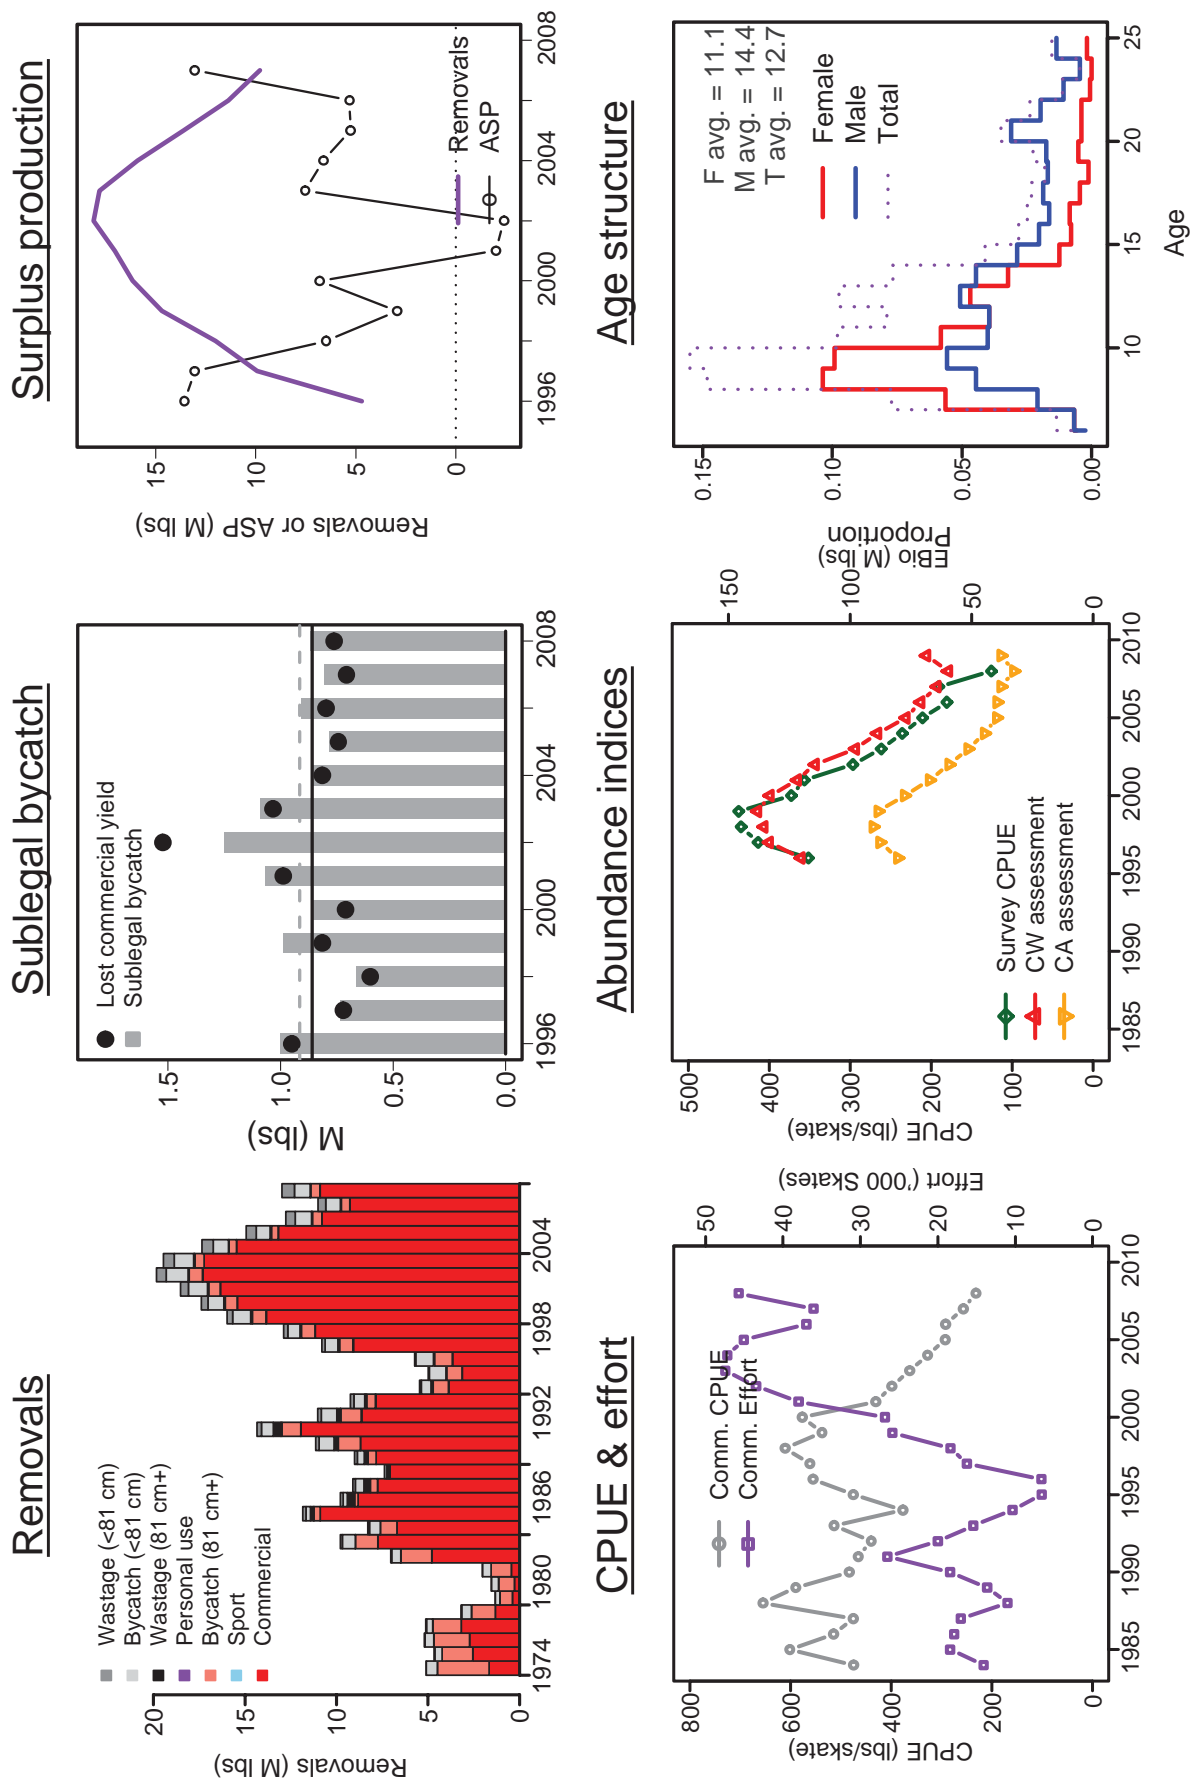 Removals
Wastage (<81 cm)
Bycatch (<81 cm)
Wastage (81 cm+)
Personal use
Bycatch (81 cm+)
Sport
Commercial
Removals (M lbs)
0
5
10
15
20
1974
1980
1986
1992
1998
2004
Sublegal bycatch
Lost commercial yield
Sublegal bycatch
M (lbs)
0.0
0.5
1.0
1.5
1996
2000
2004
2008
Surplus production
Removals or ASP (M lbs)
0
5
10
15
1996
2000
2004
2008
Removals
ASP
CPUE & effort
Comm. CPUE
Comm. Effort
CPUE (lbs/skate)
0
200
400
600
800
Effort ('000 Skates)
0
10
20
30
40
50
1985
1990
1995
2000
2005
2010
Abundance indices
CPUE (lbs/skate)
0
100
200
300
400
500
EBio (M lbs)
0
50
100
150
1985
1990
1995
2000
2005
2010
Survey CPUE
CW assessment
CA assessment
Age structure
Proportion
0.00
0.05
0.10
0.15
10
15
20
25
Age
F avg. = 11.1
M avg. = 14.4
T avg. = 12.7
Female
Male
Total